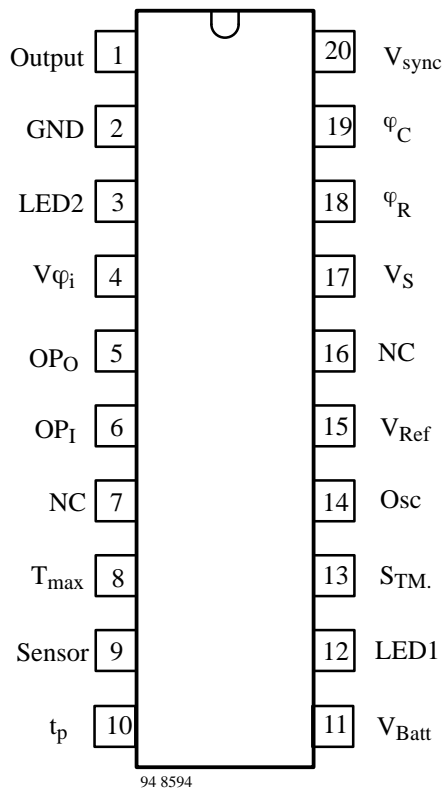 Output 1 20 Vsync
GND 2 19 φC
LED2 3 18 φR
Vφi 4 17 VS
OPO 5 16 NC
OPI 6 15 VRef
NC 7 14 Osc
Tmax 8 13 STM.
Sensor 9 12 LED1
tp 10 11 VBatt
94 8594